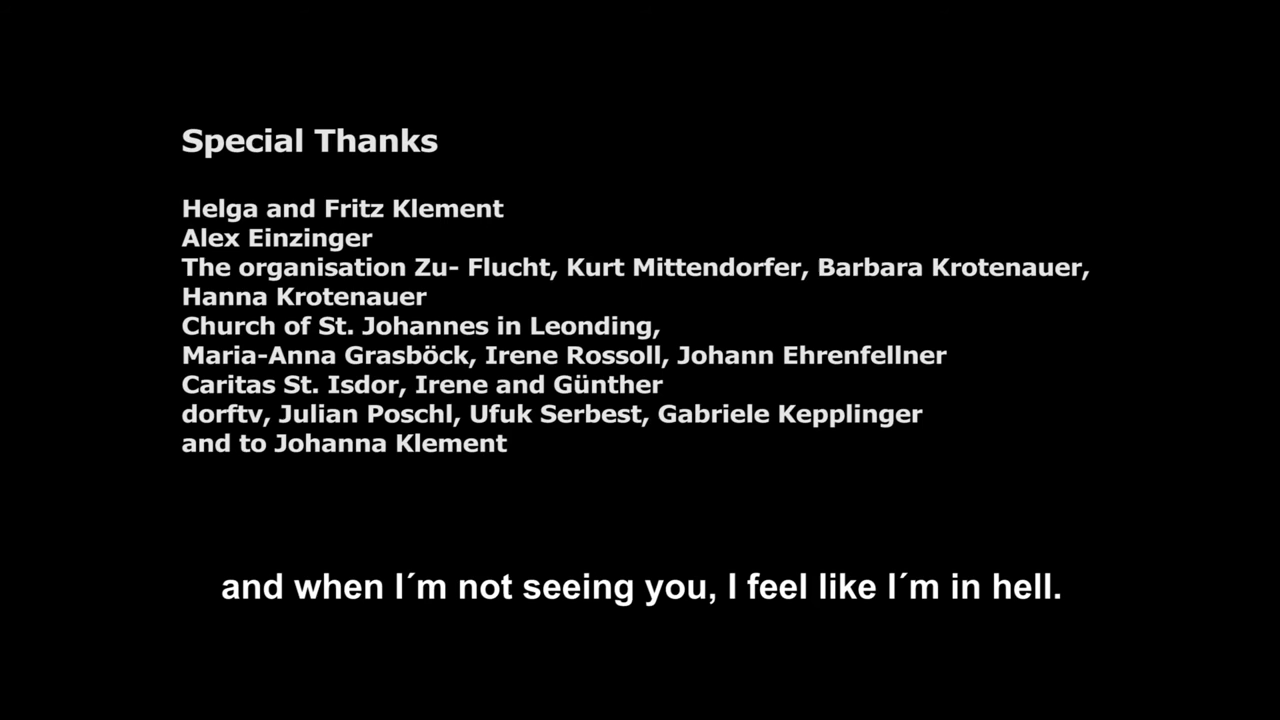 Special Thanks
Helga and Fritz Klement
Alex Einzinger
The organisation Zu- Flucht, Kurt Mittendorfer, Barbara Krotenauer,
Hanna Krotenauer
Church of St. Johannes in Leonding,
Maria-Anna Grasböck, Irene Rossoll, Johann Ehrenfellner
Caritas St. Isdor, Irene and Günther
dorftv, Julian Poschl, Ufuk Serbest, Gabriele Kepplinger
and to Johanna Klement
and when I´m not seeing you, I feel like I´m in hell.